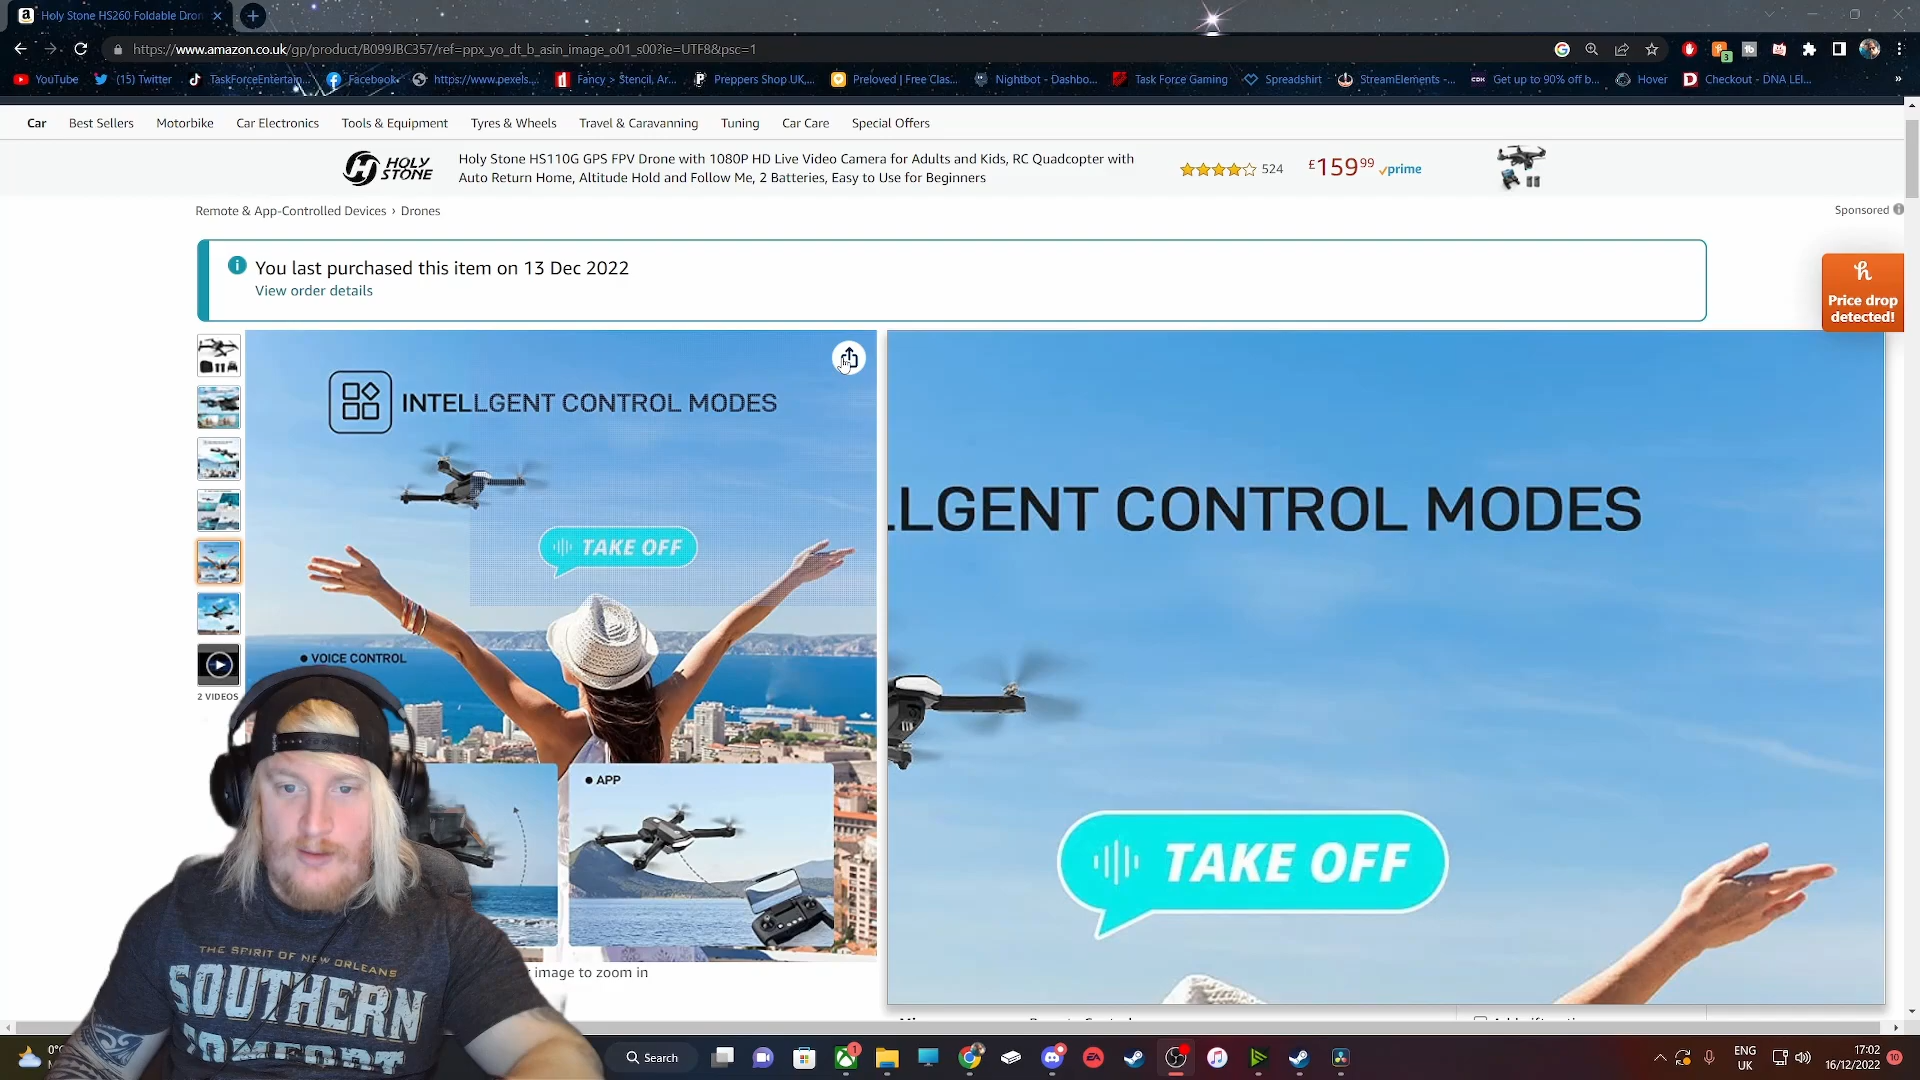 Holy Stone HS260 Foldable Dron
https://www.amazon.co.uk/gp/product/B099JBC357/ref=ppx_yo_dt_b_asin_image_o01_s00?ie=UTF8&psc=1
YouTube (15) Twitter TaskForceEntertain... Facebook https://www.pexels.... Fancy > Stencil, Ar... Preppers Shop UK,... Preloved | Free Clas... Nightbot - Dashbo... Task Force Gaming Spreadshirt StreamElements -... Get up to 90% off b... Hover Checkout - DNA LEI...
Car Best Sellers Motorbike Car Electronics Tools & Equipment Tyres & Wheels Travel & Caravanning Tuning Car Care Special Offers
HOLY STONE
Holy Stone HS110G GPS FPV Drone with 1080P HD Live Video Camera for Adults and Kids, RC Quadcopter with
Auto Return Home, Altitude Hold and Follow Me, 2 Batteries, Easy to Use for Beginners
524 £159 99 prime
Remote & App-Controlled Devices › Drones
Sponsored
You last purchased this item on 13 Dec 2022
View order details
Price drop
detected!
INTELLGENT CONTROL MODES
TAKE OFF
VOICE CONTROL
2 VIDEOS
APP
image to zoom in
LLGENT CONTROL MODES
TAKE OFF
THE SPIRIT OF NEW ORLEANS
SOUTHERN
COMFORT
Search
ENG
UK
17:02
16/12/2022
10